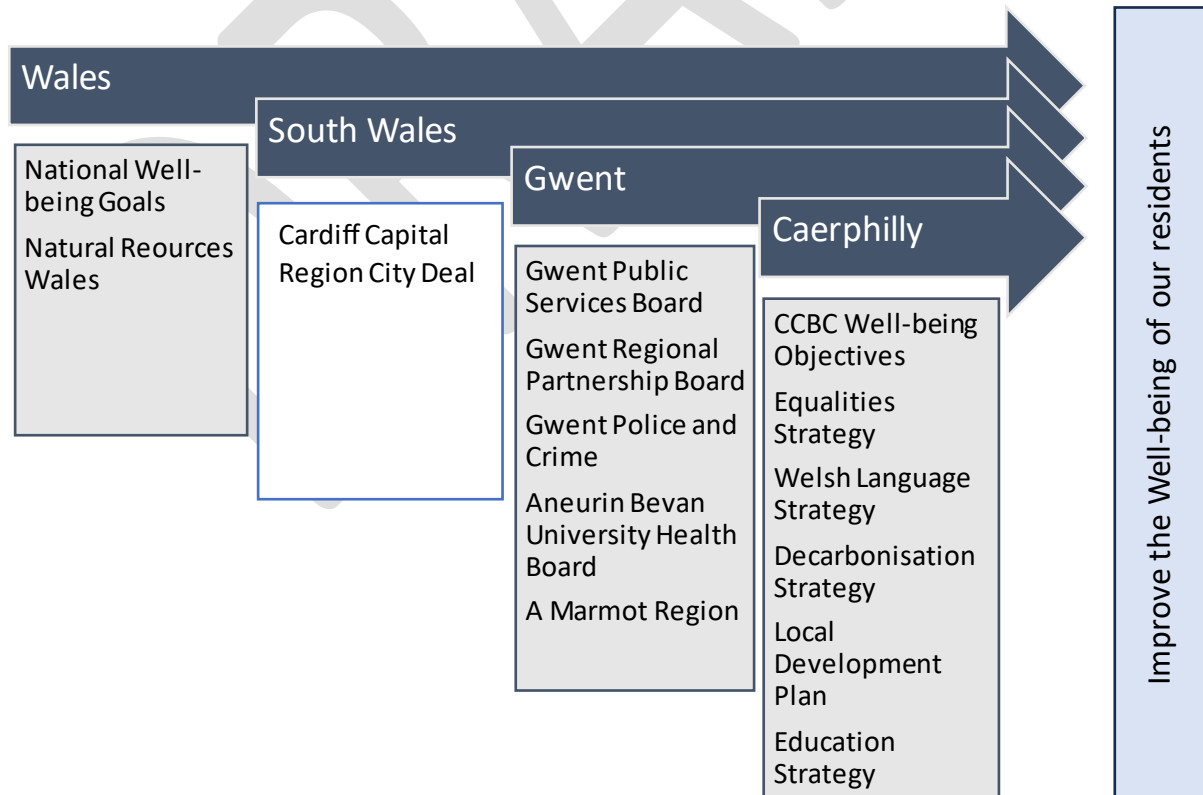 Wales
National Well-
being Goals
Natural Reources
Wales
South Wales
Cardiff Capital
Region City Deal
Gwent
Gwent Public
Services Board
Gwent Regional
Partnership Board
Gwent Police and
Crime
Aneurin Bevan
University Health
Board
A Marmot Region
Caerphilly
CCBC Well-being
Objectives
Equalities
Strategy
Welsh Language
Strategy
Decarbonisation
Strategy
Local
Development
Plan
Education
Strategy
Improve the Well-being of our residents